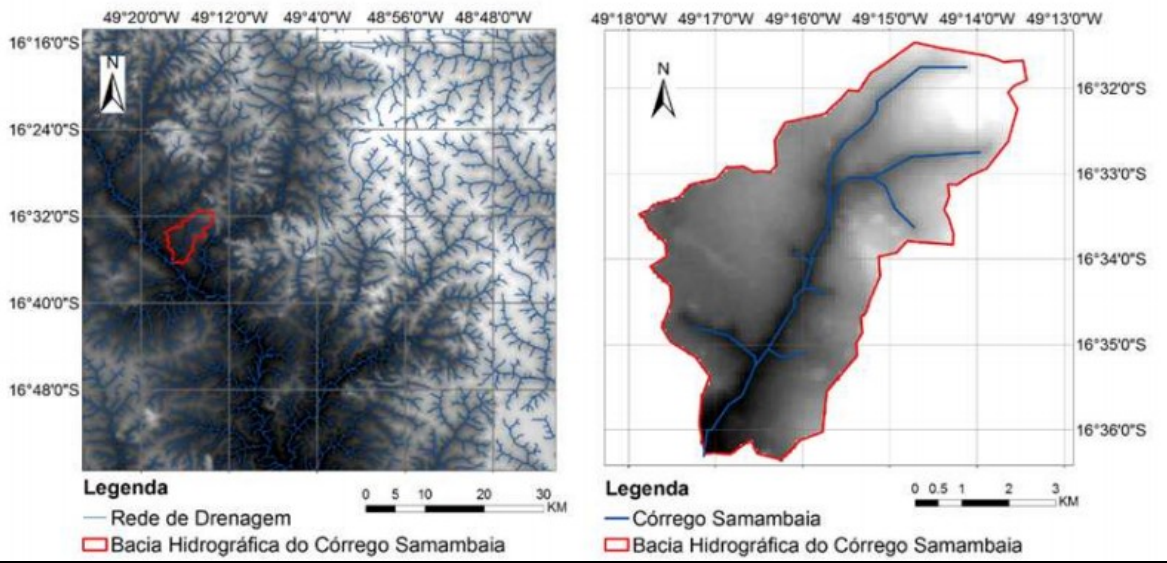 49°20'0"W 49°12'0"W 49°4'0"W 48°56'0"W 48°48'0"W
16°16'0"S
16°24'0"S
16°32'0"S
16°40'0"S
16°48'0"S
N
Legenda
0 5 10 20 30
KM
Rede de Drenagem
Bacia Hidrográfica do Córrego Samambaia
49°18'0"W 49°17'0"W 49°16'0"W 49°15'0"W 49°14'0"W 49°13'0"W
N
16°32'0"S
16°33'0"S
16°34'0"S
16°35'0"S
16°36'0"S
Legenda
0 0.5 1 2 3
KM
Córrego Samambaia
Bacia Hidrográfica do Córrego Samambaia